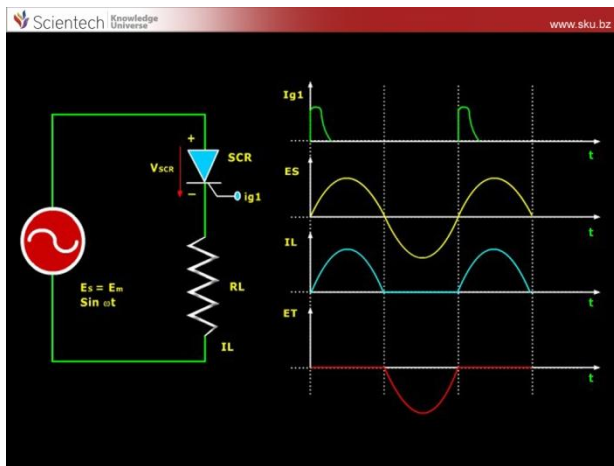 Scientech Knowledge Universe
www.sku.bz
+
VSCR
SCR
–
ig1
Es = Em
Sin ωt
RL
IL
Ig1
t
ES
t
IL
t
ET
t